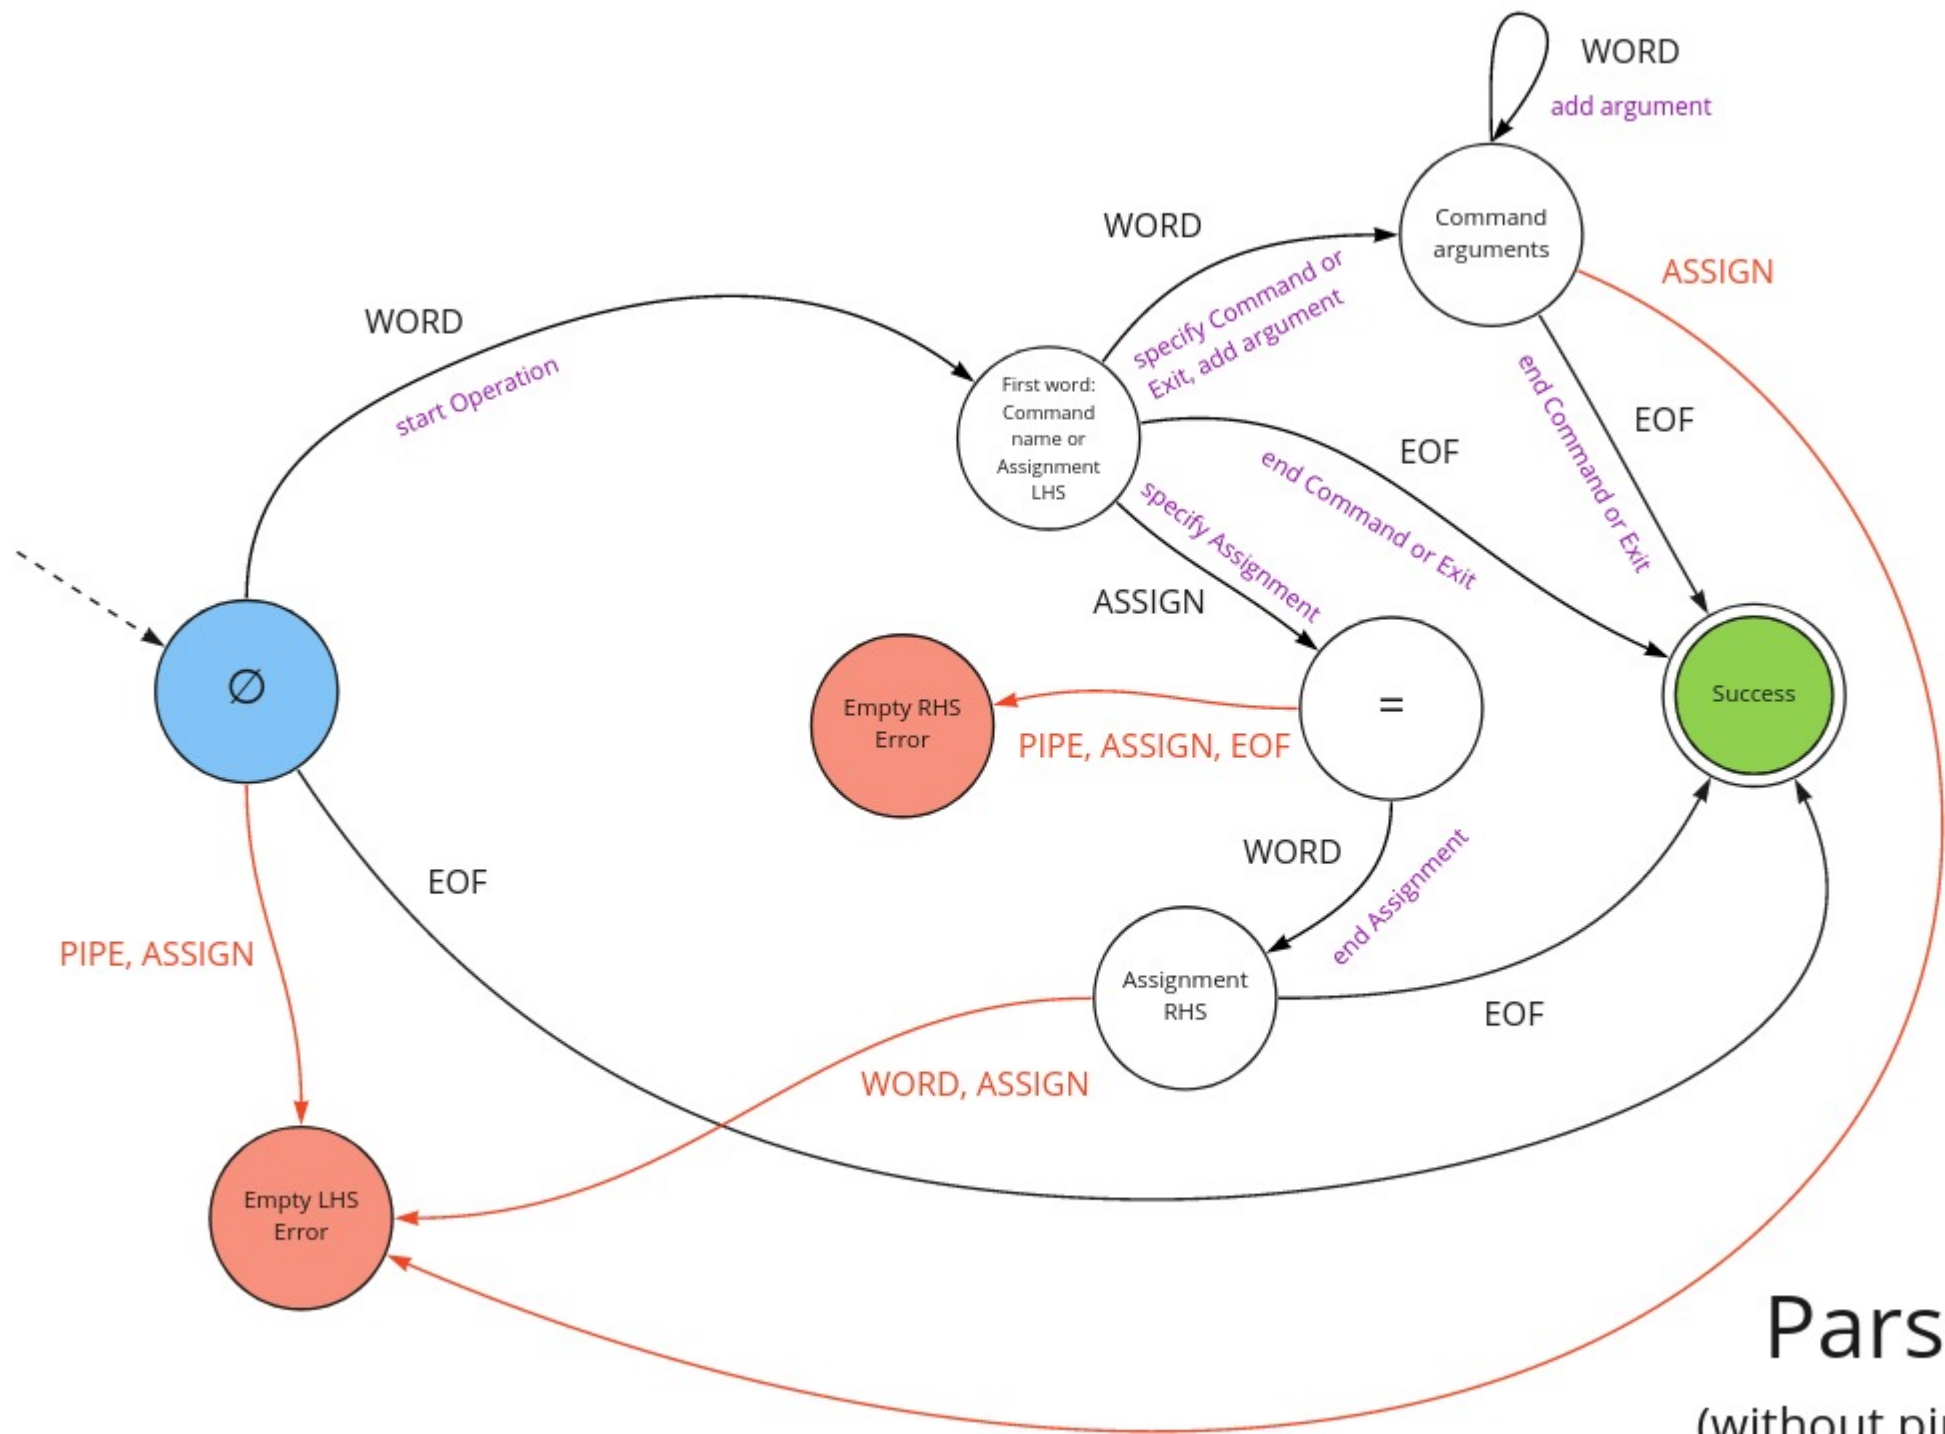 WORD
add argument
Command
arguments
WORD
specify Command or
Exit, add argument
ASSIGN
WORD
start Operation
First word:
Command
name or
Assignment
LHS
EOF
end Command or Exit
EOF
end Command or Exit
specify Assignment
ASSIGN
∅
Empty RHS
Error
=
Success
PIPE, ASSIGN, EOF
WORD
end Assignment
EOF
PIPE, ASSIGN
Assignment
RHS
EOF
WORD, ASSIGN
Empty LHS
Error
Pars
(without pi